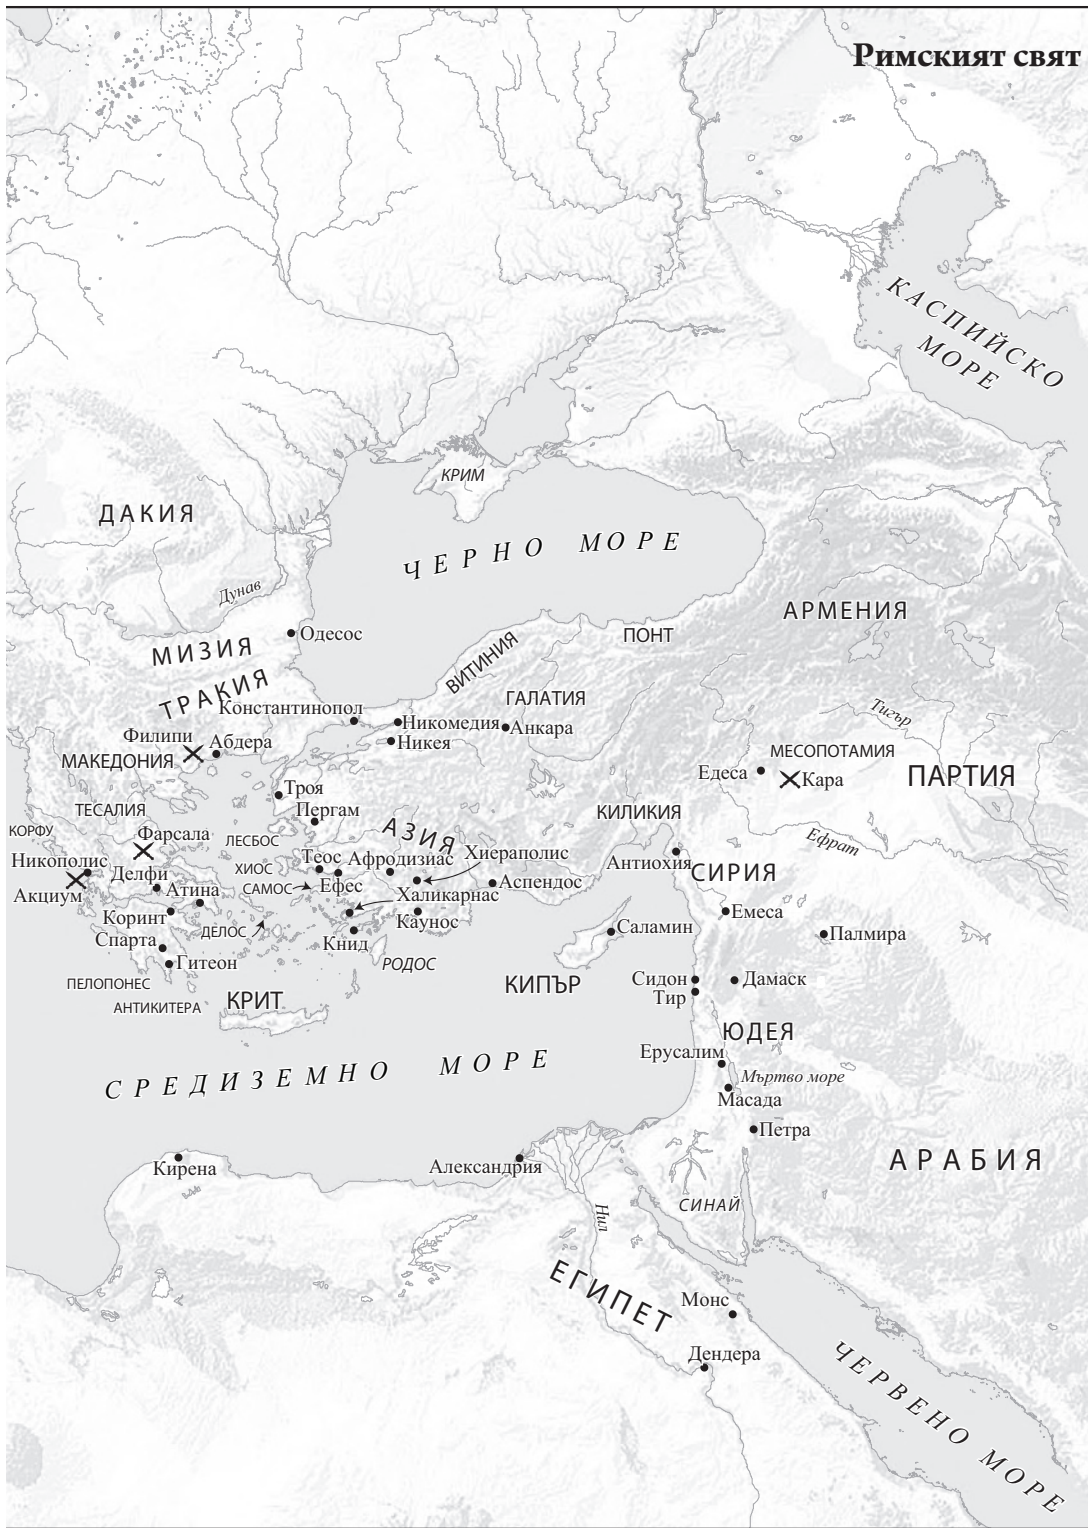 Римският свят
КАСПИЙСКО
МОРЕ
КРИМ
ДАКИЯ
ЧЕРНО МОРЕ
Дунав
АРМЕНИЯ
Одесос
ПОНТ
МИЗИЯ
ВИТИНИЯ
ТРАКИЯ
ГАЛАТИЯ
Константинопол
Тигър
Никомедия
Анкара
Филипи
Абдера
Никея
МАКЕДОНИЯ
МЕСОПОТАМИЯ
Едеса
Кара
ПАРТИЯ
Троя
ТЕСАЛИЯ
Пергам
КИЛИКИЯ
КОРФУ
Фарсала
ЛЕСБОС
АЗИЯ
Ефрат
Никополис
Теос
Афродизиас
Хиераполис
Антиохия
Делфи
ХИОС
СИРИЯ
Акциум
Атина
САМОС
Ефес
Халикарнас
Аспендос
Коринт
Каунос
Емеса
ДЕЛОС
Саламин
Палмира
Спарта
Книд
Гитеон
РОДОС
ПЕЛОПОНЕС
КИПЪР
Сидон
Дамаск
АНТИКИТЕРА
КРИТ
Тир
ЮДЕЯ
СРЕДИЗЕМНО МОРЕ
Ерусалим
Мъртво море
Масада
Петра
Кирена
Александрия
АРАБИЯ
СИНАЙ
Нил
ЕГИПЕТ
Монс
Дендера
ЧЕРВЕНО МОРЕ